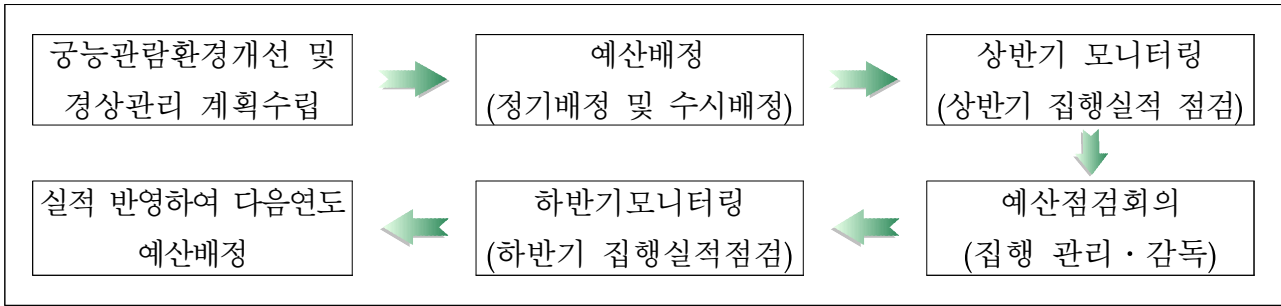 궁능관람환경개선 및
경상관리 계획수립
예산배정
(정기배정 및 수시배정)
상반기 모니터링
(상반기 집행실적 점검)
예산점검회의
(집행 관리·감독)
하반기모니터링
(하반기 집행실적점검)
실적 반영하여 다음연도
예산배정